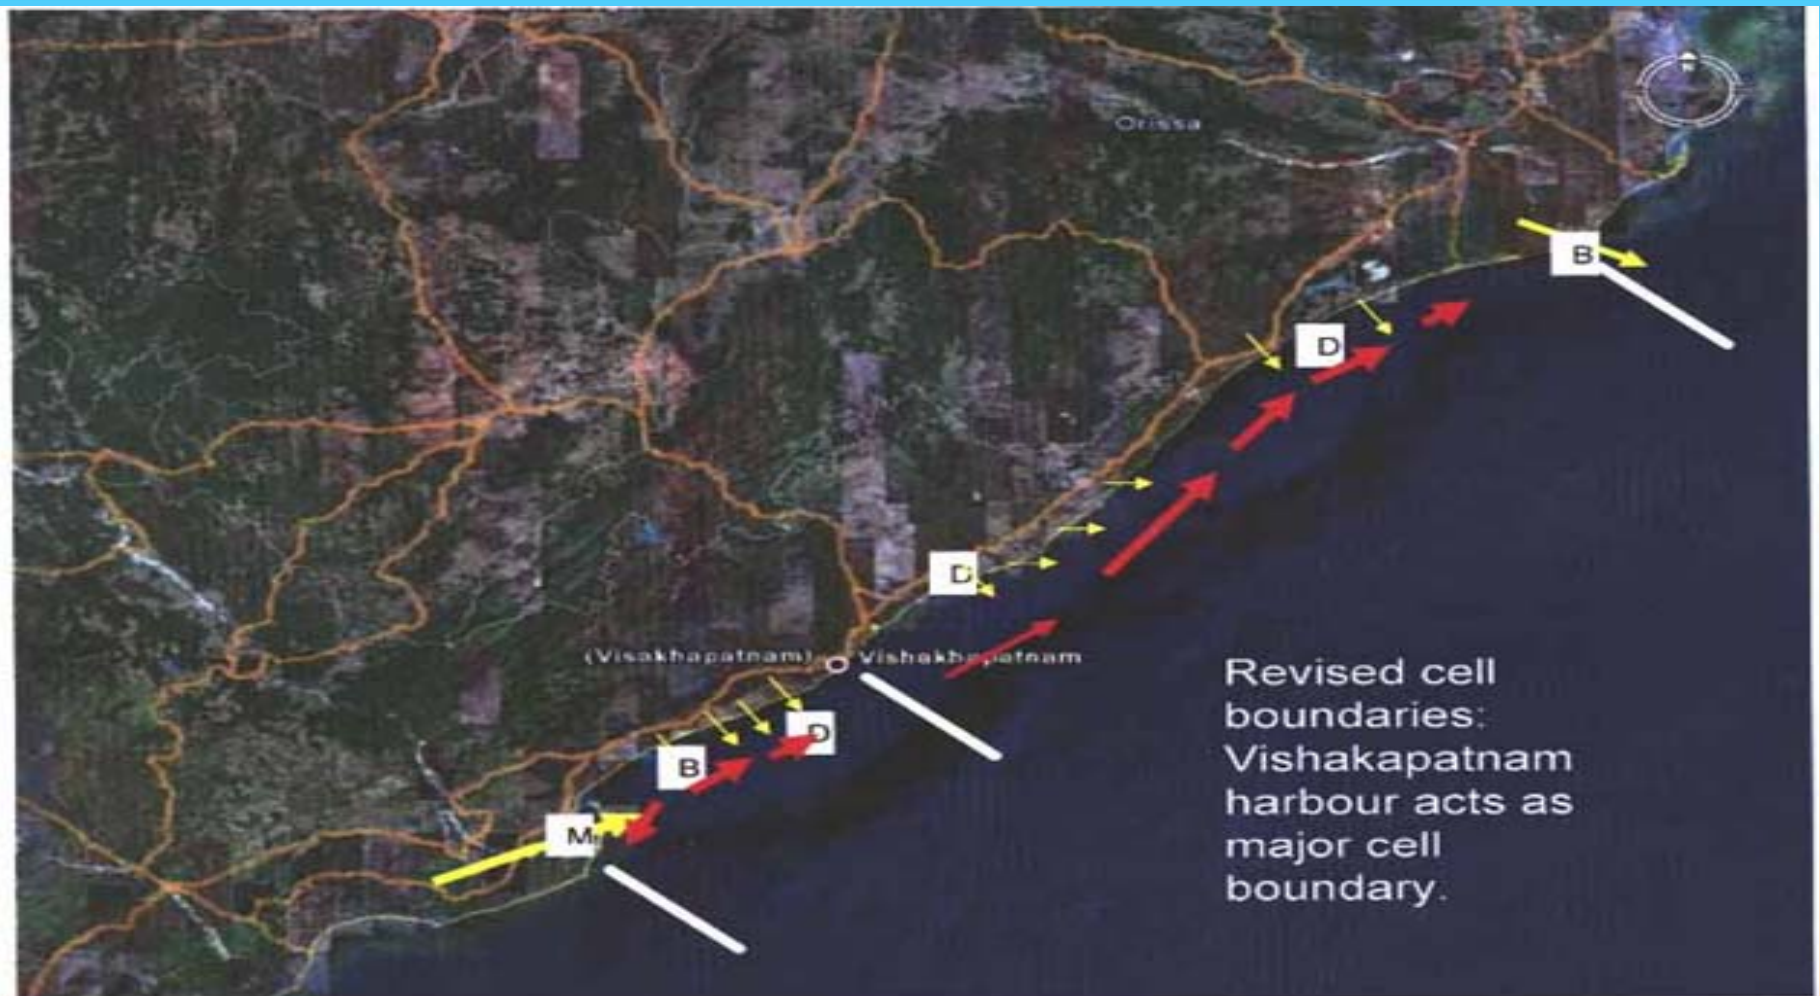 Orissa
B
D
D
(Visakhapatnam) Vishakhapatnam
D
B
M
Revised cell
boundaries:
Vishakapatnam
harbour acts as
major cell
boundary.